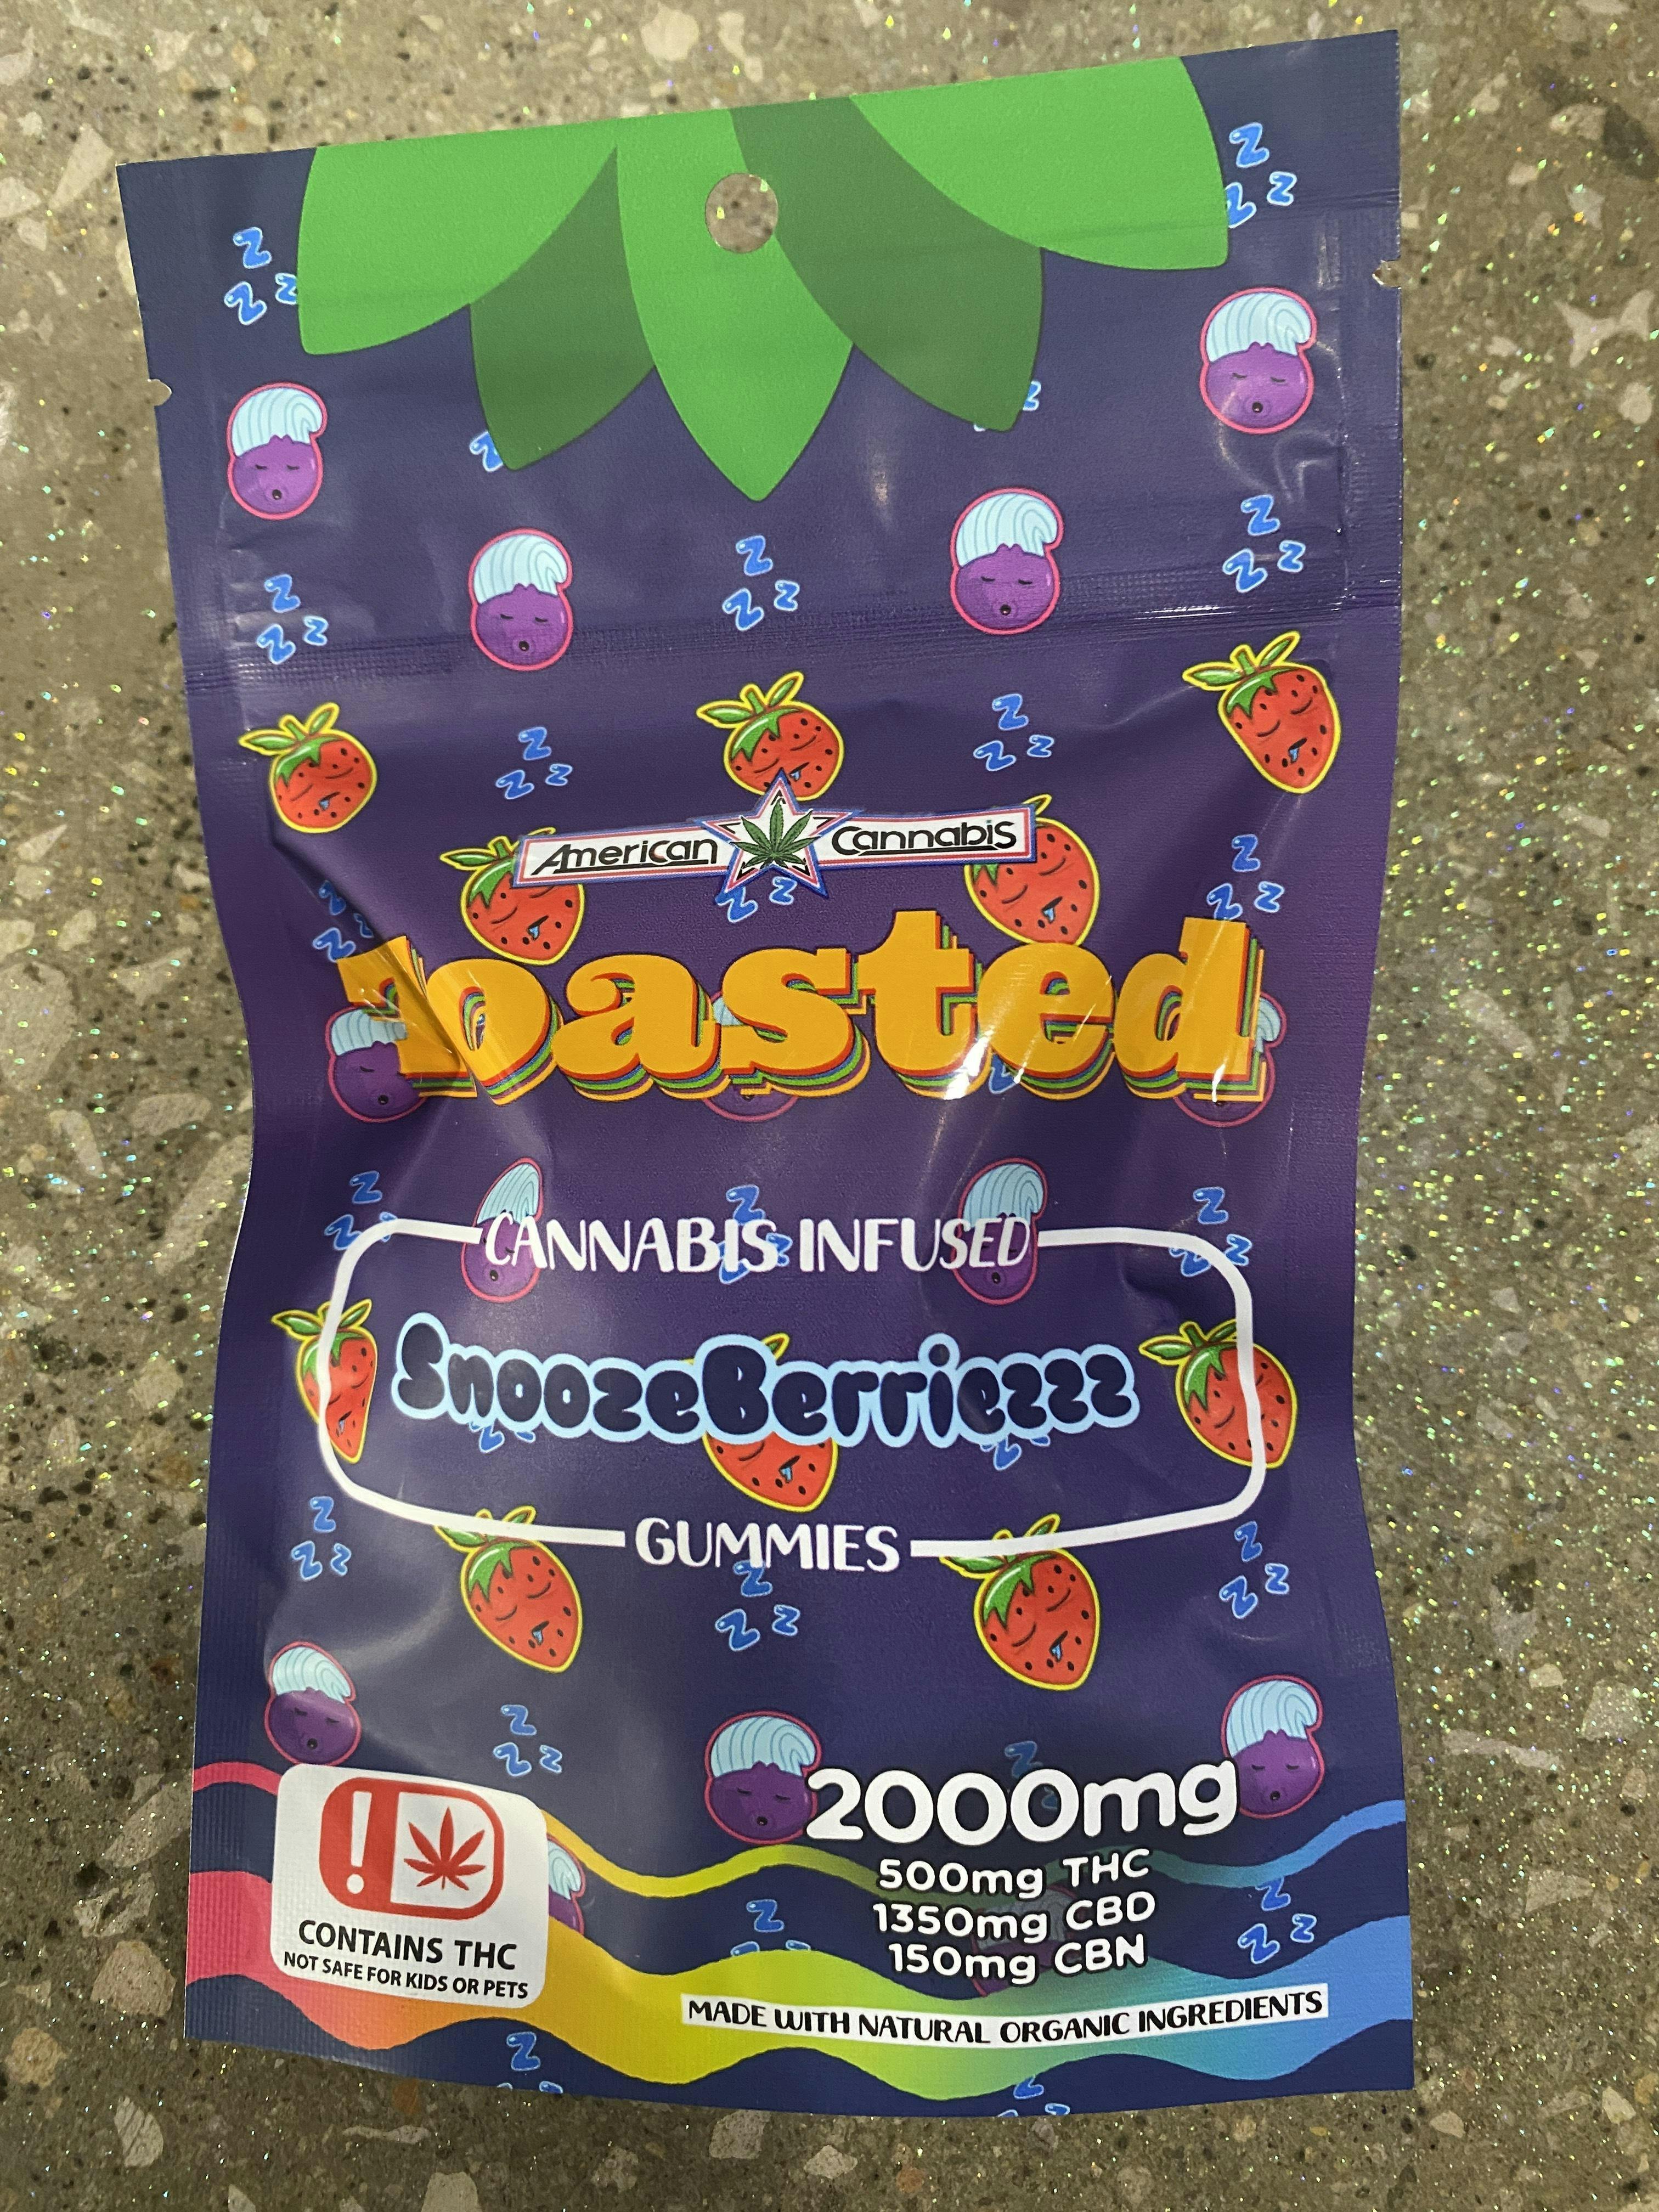 American Cannabis
toasted
CANNABIS INFUSED
SnoozeBerriezzz
GUMMIES
2000mg
500mg THC
1350mg CBD
150mg CBN
!
CONTAINS THC
NOT SAFE FOR KIDS OR PETS
MADE WITH NATURAL ORGANIC INGREDIENTS